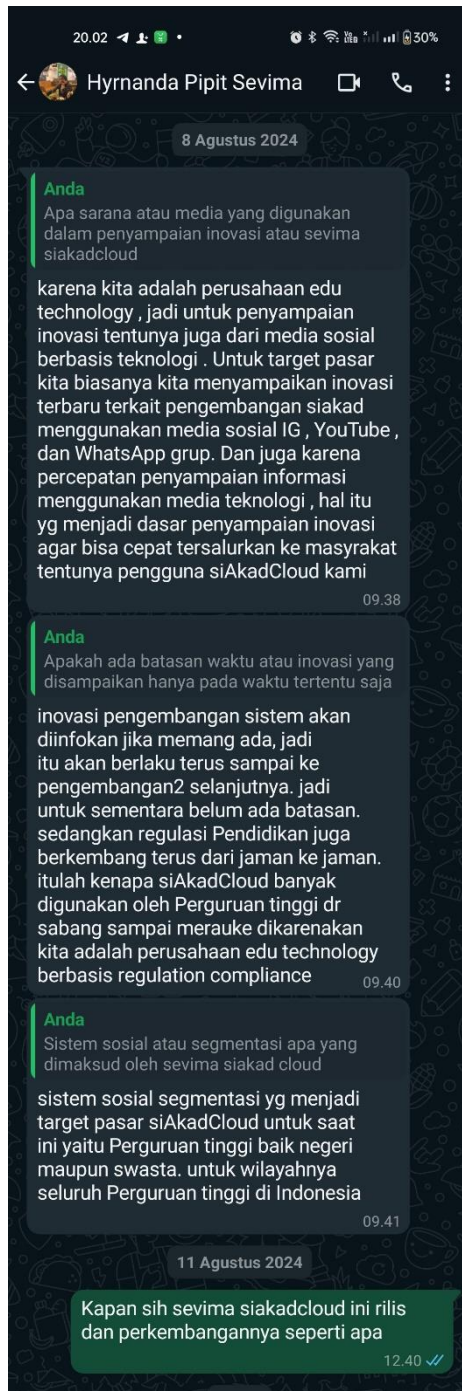 20.02
30%
Hyrnanda Pipit Sevima
8 Agustus 2024
Anda
Apa sarana atau media yang digunakan
dalam penyampaian inovasi atau sevima
siakadcloud
karena kita adalah perusahaan edu
technology , jadi untuk penyampaian
inovasi tentunya juga dari media sosial
berbasis teknologi . Untuk target pasar
kita biasanya kita menyampaikan inovasi
terbaru terkait pengembangan siakad
menggunakan media sosial IG , YouTube ,
dan WhatsApp grup. Dan juga karena
percepatan penyampaian informasi
menggunakan media teknologi , hal itu
yg menjadi dasar penyampaian inovasi
agar bisa cepat tersalurkan ke masyrakat
tentunya pengguna siAkadCloud kami
09.38
Anda
Apakah ada batasan waktu atau inovasi yang
disampaikan hanya pada waktu tertentu saja
inovasi pengembangan sistem akan
diinfokan jika memang ada, jadi
itu akan berlaku terus sampai ke
pengembangan2 selanjutnya. jadi
untuk sementara belum ada batasan.
sedangkan regulasi Pendidikan juga
berkembang terus dari jaman ke jaman.
itulah kenapa siAkadCloud banyak
digunakan oleh Perguruan tinggi dr
sabang sampai merauke dikarenakan
kita adalah perusahaan edu technology
berbasis regulation compliance
09.40
Anda
Sistem sosial atau segmentasi apa yang
dimaksud oleh sevima siakad cloud
sistem sosial segmentasi yg menjadi
target pasar siAkadCloud untuk saat
ini yaitu Perguruan tinggi baik negeri
maupun swasta. untuk wilayahnya
seluruh Perguruan tinggi di Indonesia
09.41
11 Agustus 2024
Kapan sih sevima siakadcloud ini rilis
dan perkembangannya seperti apa
12.40